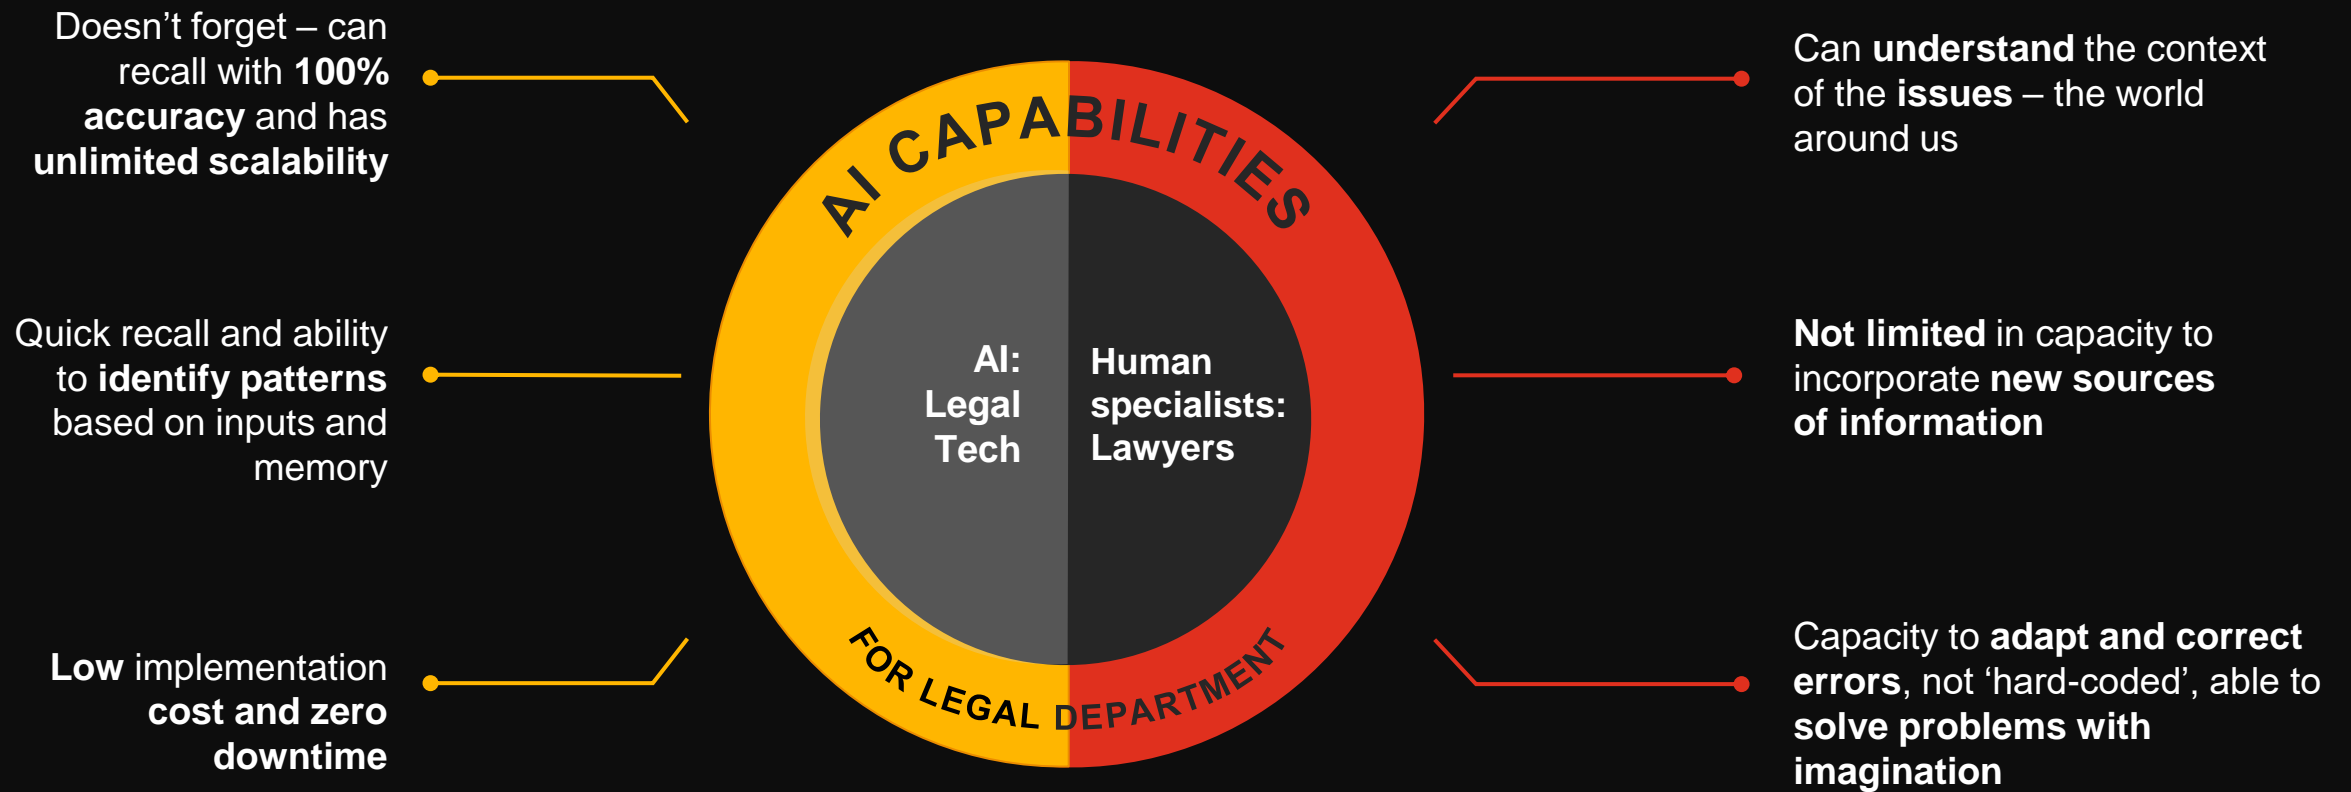 Doesn’t forget – can
recall with 100%
accuracy and has
unlimited scalability
Quick recall and ability
to identify patterns
based on inputs and
memory
Low implementation
cost and zero
downtime
AI CAPABILITIES
AI:
Legal
Tech
Human
specialists:
Lawyers
FOR LEGAL DEPARTMENT
Can understand the context
of the issues – the world
around us
Not limited in capacity to
incorporate new sources
of information
Capacity to adapt and correct
errors, not ‘hard-coded’, able to
solve problems with
imagination